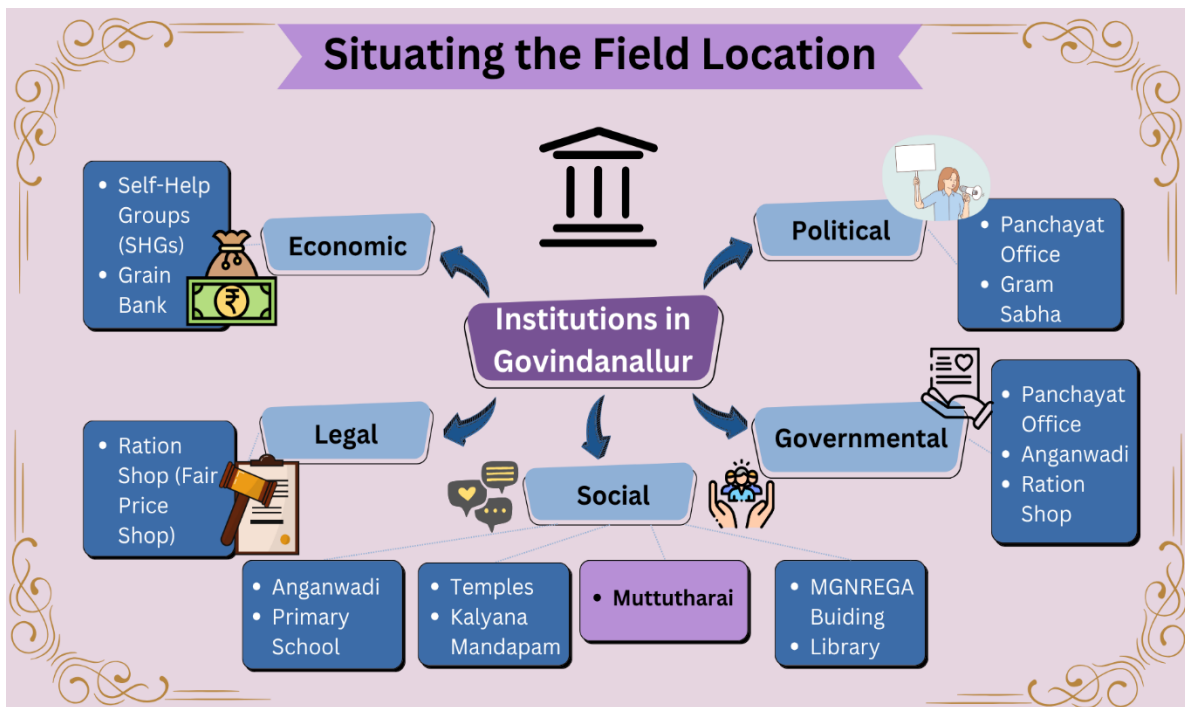 Situating the Field Location
• Self-Help
Groups
(SHGs)
• Grain
Bank
Economic
Political
• Panchayat
Office
• Gram
Sabha
Institutions in
Govindanallur
• Ration
Shop (Fair
Price
Shop)
Legal
Social
Governmental
• Panchayat
Office
• Anganwadi
• Ration
Shop
• Anganwadi
• Primary
School
• Temples
• Kalyana
Mandapam
• Muttutharai
• MGNREGA
Buiding
• Library